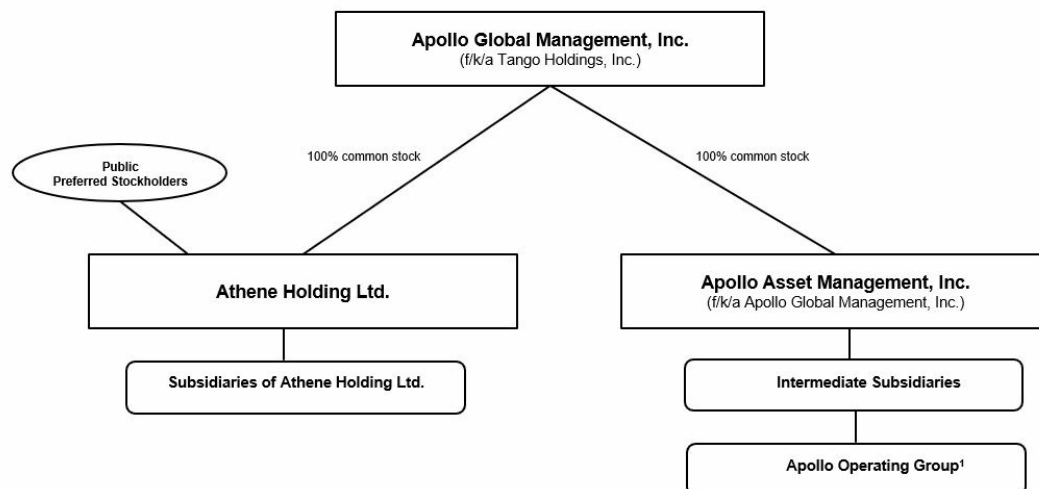 Apollo Global Management, Inc.
(f/k/a Tango Holdings, Inc.)
100% common stock
100% common stock
Public
Preferred Stockholders
Athene Holding Ltd.
Apollo Asset Management, Inc.
(f/k/a Apollo Global Management, Inc.)
Subsidiaries of Athene Holding Ltd.
Intermediate Subsidiaries
Apollo Operating Group¹